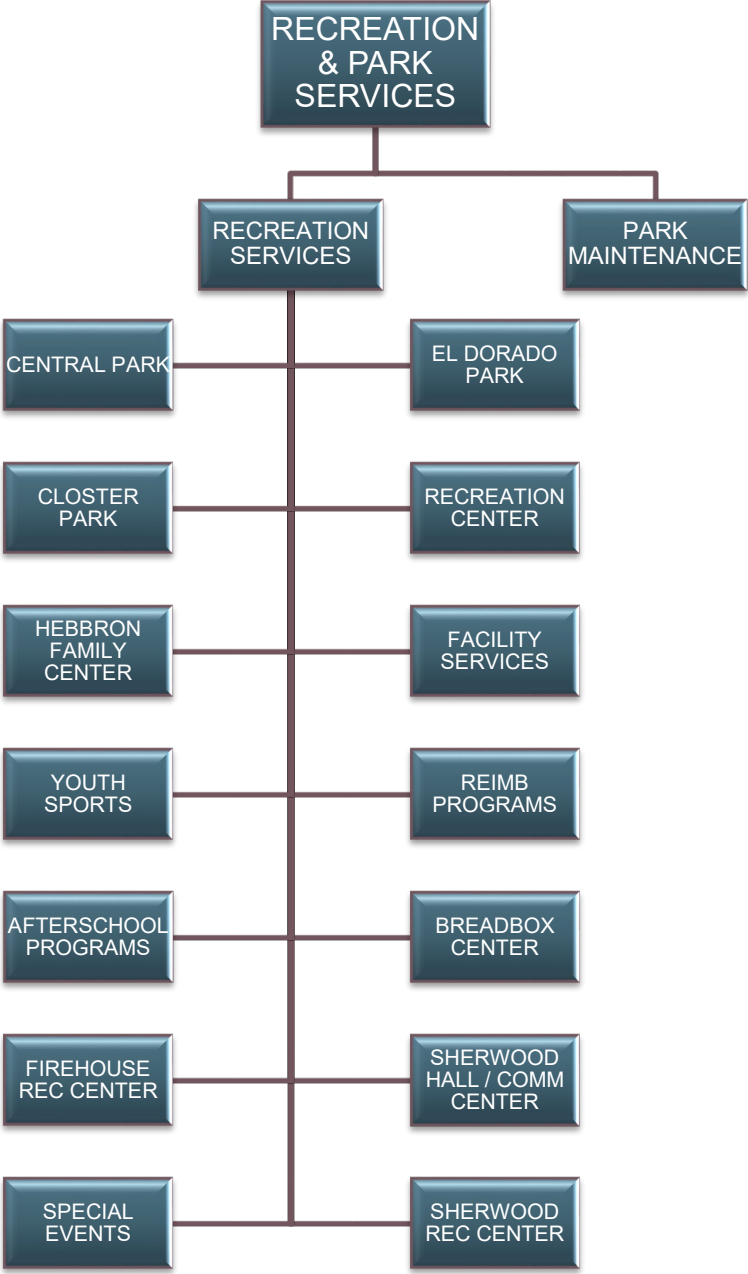 RECREATION
& PARK
SERVICES
RECREATION
SERVICES
PARK
MAINTENANCE
CENTRAL PARK
EL DORADO
PARK
CLOSTER
PARK
RECREATION
CENTER
HEBBRON
FAMILY
CENTER
FACILITY
SERVICES
YOUTH
SPORTS
REIMB
PROGRAMS
AFTERSCHOOL
PROGRAMS
BREADBOX
CENTER
FIREHOUSE
REC CENTER
SHERWOOD
HALL / COMM
CENTER
SPECIAL
EVENTS
SHERWOOD
REC CENTER